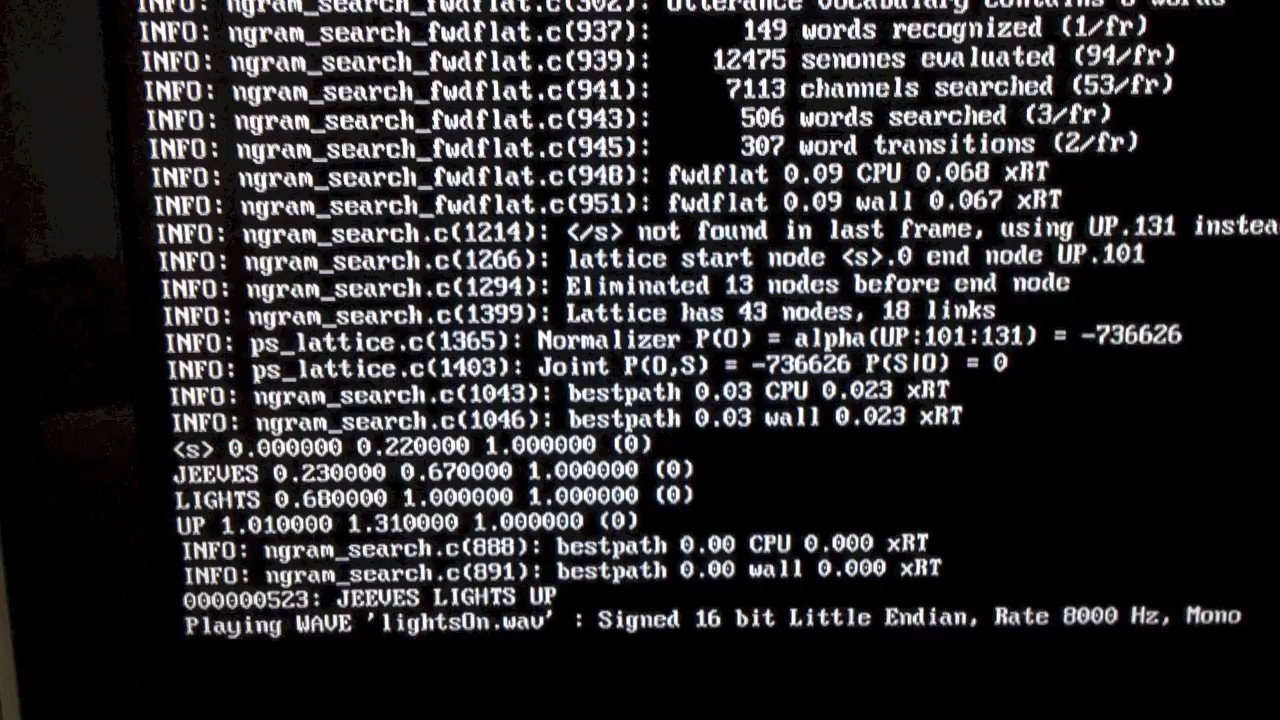 INFO: ngram_search_fwdflat.c(302): Utterance vocabulary contains 8 words
INFO: ngram_search_fwdflat.c(937): 149 words recognized (1/fr)
INFO: ngram_search_fwdflat.c(939): 12475 senones evaluated (94/fr)
INFO: ngram_search_fwdflat.c(941): 7113 channels searched (53/fr)
INFO: ngram_search_fwdflat.c(943): 506 words searched (3/fr)
INFO: ngram_search_fwdflat.c(945): 307 word transitions (2/fr)
INFO: ngram_search_fwdflat.c(948): fwdflat 0.09 CPU 0.068 xRT
INFO: ngram_search_fwdflat.c(951): fwdflat 0.09 wall 0.067 xRT
INFO: ngram_search.c(1214): </s> not found in last frame, using UP.131 instea
INFO: ngram_search.c(1266): lattice start node <s>.0 end node UP.101
INFO: ngram_search.c(1294): Eliminated 13 nodes before end node
INFO: ngram_search.c(1399): Lattice has 43 nodes, 18 links
INFO: ps_lattice.c(1365): Normalizer P(O) = alpha(UP:101:131) = -736626
INFO: ps_lattice.c(1403): Joint P(O,S) = -736626 P(S|O) = 0
INFO: ngram_search.c(1043): bestpath 0.03 CPU 0.023 xRT
INFO: ngram_search.c(1046): bestpath 0.03 wall 0.023 xRT
<s> 0.000000 0.220000 1.000000 (0)
JEEVES 0.230000 0.670000 1.000000 (0)
LIGHTS 0.680000 1.000000 1.000000 (0)
UP 1.010000 1.310000 1.000000 (0)
INFO: ngram_search.c(888): bestpath 0.00 CPU 0.000 xRT
INFO: ngram_search.c(891): bestpath 0.00 wall 0.000 xRT
000000523: JEEVES LIGHTS UP
Playing WAVE 'lightsOn.wav' : Signed 16 bit Little Endian, Rate 8000 Hz, Mono